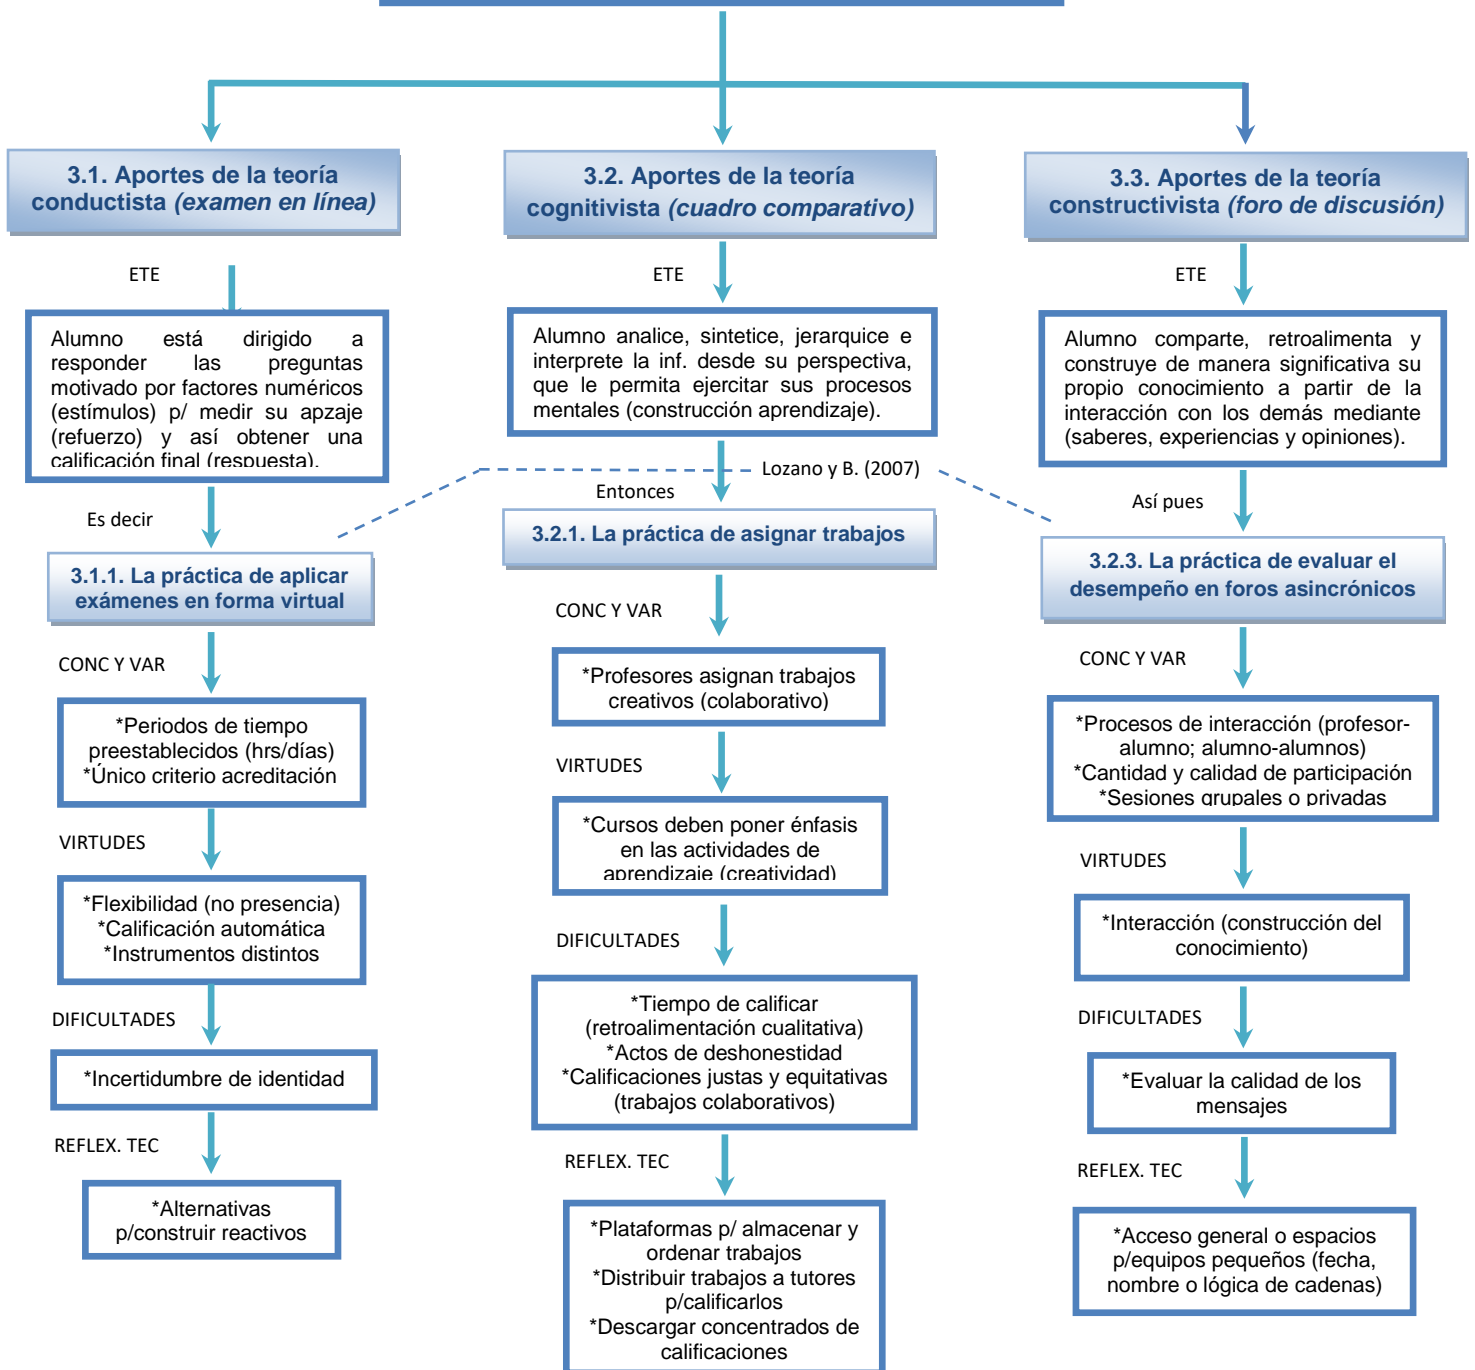 3.1. Aportes de la teoría
conductista (examen en línea)
ETE
Alumno está dirigido a
responder las preguntas
motivado por factores numéricos
(estímulos) p/ medir su apzaje
(refuerzo) y así obtener una
calificación final (respuesta).
Es decir
3.1.1. La práctica de aplicar
exámenes en forma virtual
CONC Y VAR
*Periodos de tiempo
preestablecidos (hrs/días)
*Único criterio acreditación
VIRTUDES
*Flexibilidad (no presencia)
*Calificación automática
*Instrumentos distintos
DIFICULTADES
*Incertidumbre de identidad
REFLEX. TEC
*Alternativas
p/construir reactivos
3.2. Aportes de la teoría
cognitivista (cuadro comparativo)
ETE
Alumno analice, sintetice, jerarquice e
interprete la inf. desde su perspectiva,
que le permita ejercitar sus procesos
mentales (construcción aprendizaje).
Lozano y B. (2007)
Entonces
3.2.1. La práctica de asignar trabajos
CONC Y VAR
*Profesores asignan trabajos
creativos (colaborativo)
VIRTUDES
*Cursos deben poner énfasis
en las actividades de
aprendizaje (creatividad)
DIFICULTADES
*Tiempo de calificar
(retroalimentación cualitativa)
*Actos de deshonestidad
*Calificaciones justas y equitativas
(trabajos colaborativos)
REFLEX. TEC
*Plataformas p/ almacenar y
ordenar trabajos
*Distribuir trabajos a tutores
p/calificarlos
*Descargar concentrados de
calificaciones
3.3. Aportes de la teoría
constructivista (foro de discusión)
ETE
Alumno comparte, retroalimenta y
construye de manera significativa su
propio conocimiento a partir de la
interacción con los demás mediante
(saberes, experiencias y opiniones).
Así pues
3.2.3. La práctica de evaluar el
desempeño en foros asincrónicos
CONC Y VAR
*Procesos de interacción (profesor-
alumno; alumno-alumnos)
*Cantidad y calidad de participación
*Sesiones grupales o privadas
VIRTUDES
*Interacción (construcción del
conocimiento)
DIFICULTADES
*Evaluar la calidad de los
mensajes
REFLEX. TEC
*Acceso general o espacios
p/equipos pequeños (fecha,
nombre o lógica de cadenas)